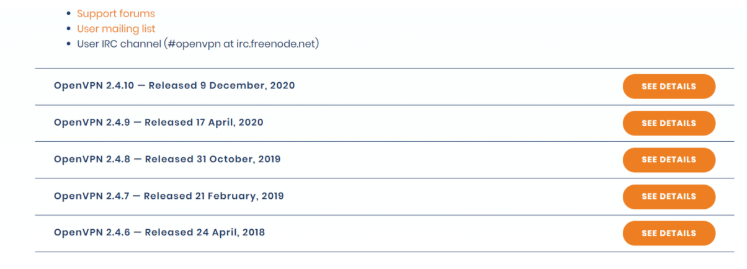 Support forums
User mailing list
User IRC channel (#openvpn at irc.freenode.net)
OpenVPN 2.4.10 — Released 9 December, 2020 SEE DETAILS
OpenVPN 2.4.9 — Released 17 April, 2020 SEE DETAILS
OpenVPN 2.4.8 — Released 31 October, 2019 SEE DETAILS
OpenVPN 2.4.7 — Released 21 February, 2019 SEE DETAILS
OpenVPN 2.4.6 — Released 24 April, 2018 SEE DETAILS